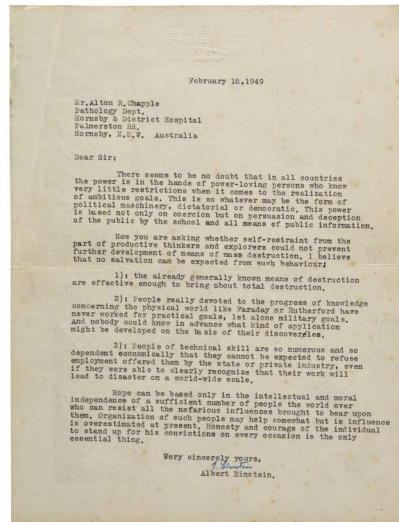 February 18,1949
Mr.Alton R.Chapple
Pathology Dept,
Hornsby & District Hospital
Palmerston Rd,
Hornsby, N.S.W, Australia
Dear Sir:
There seems to be no doubt that in all countries
the power is in the hands of power-loving persons who know
very little restrictions when it comes to the realization
of ambitious goals. This is so whatever may be the form of
political maschinery, dictatorial or democratic. This power
is based not only on coercion but on persuation and deception
of the public by the school and all means of public information.
Now you are asking whether self-restraint from the
part of productive thinkers and explorers could not prevent
further development of means of mass destruction. I believe
that no salvation can be expected from such behaviour;
1): the already generally known means of destruction
are effective enough to bring about total destruction.
2): People really devoted to the progress of knowledge
concerning the physical world like Faraday or Rutherford have
never worked for practical goals, let alone military goals.
And nobody could know in advance what kind of application
might be developed on the basis of their discoveries.
3): People of technical skill are so numerous and so
dependent economically that they cannot be expected to refuse
employment offered them by the state or private industry, even
if they were able to clearly recognise that their work will
lead to disaster on a world-wide scale.
Hope can be based only in the intellectual and moral
independence of a sufficient number of people the world over
who can resist all the nefarious influences brought to bear upon
them. Organization of such people may help somewhat but is influence
is overestimated at present. Honesty and courage of the individual
to stand up for his convictions on every occasion is the only
essential thing.
Very sincerely yours,
A. Einstein
Albert Einstein.